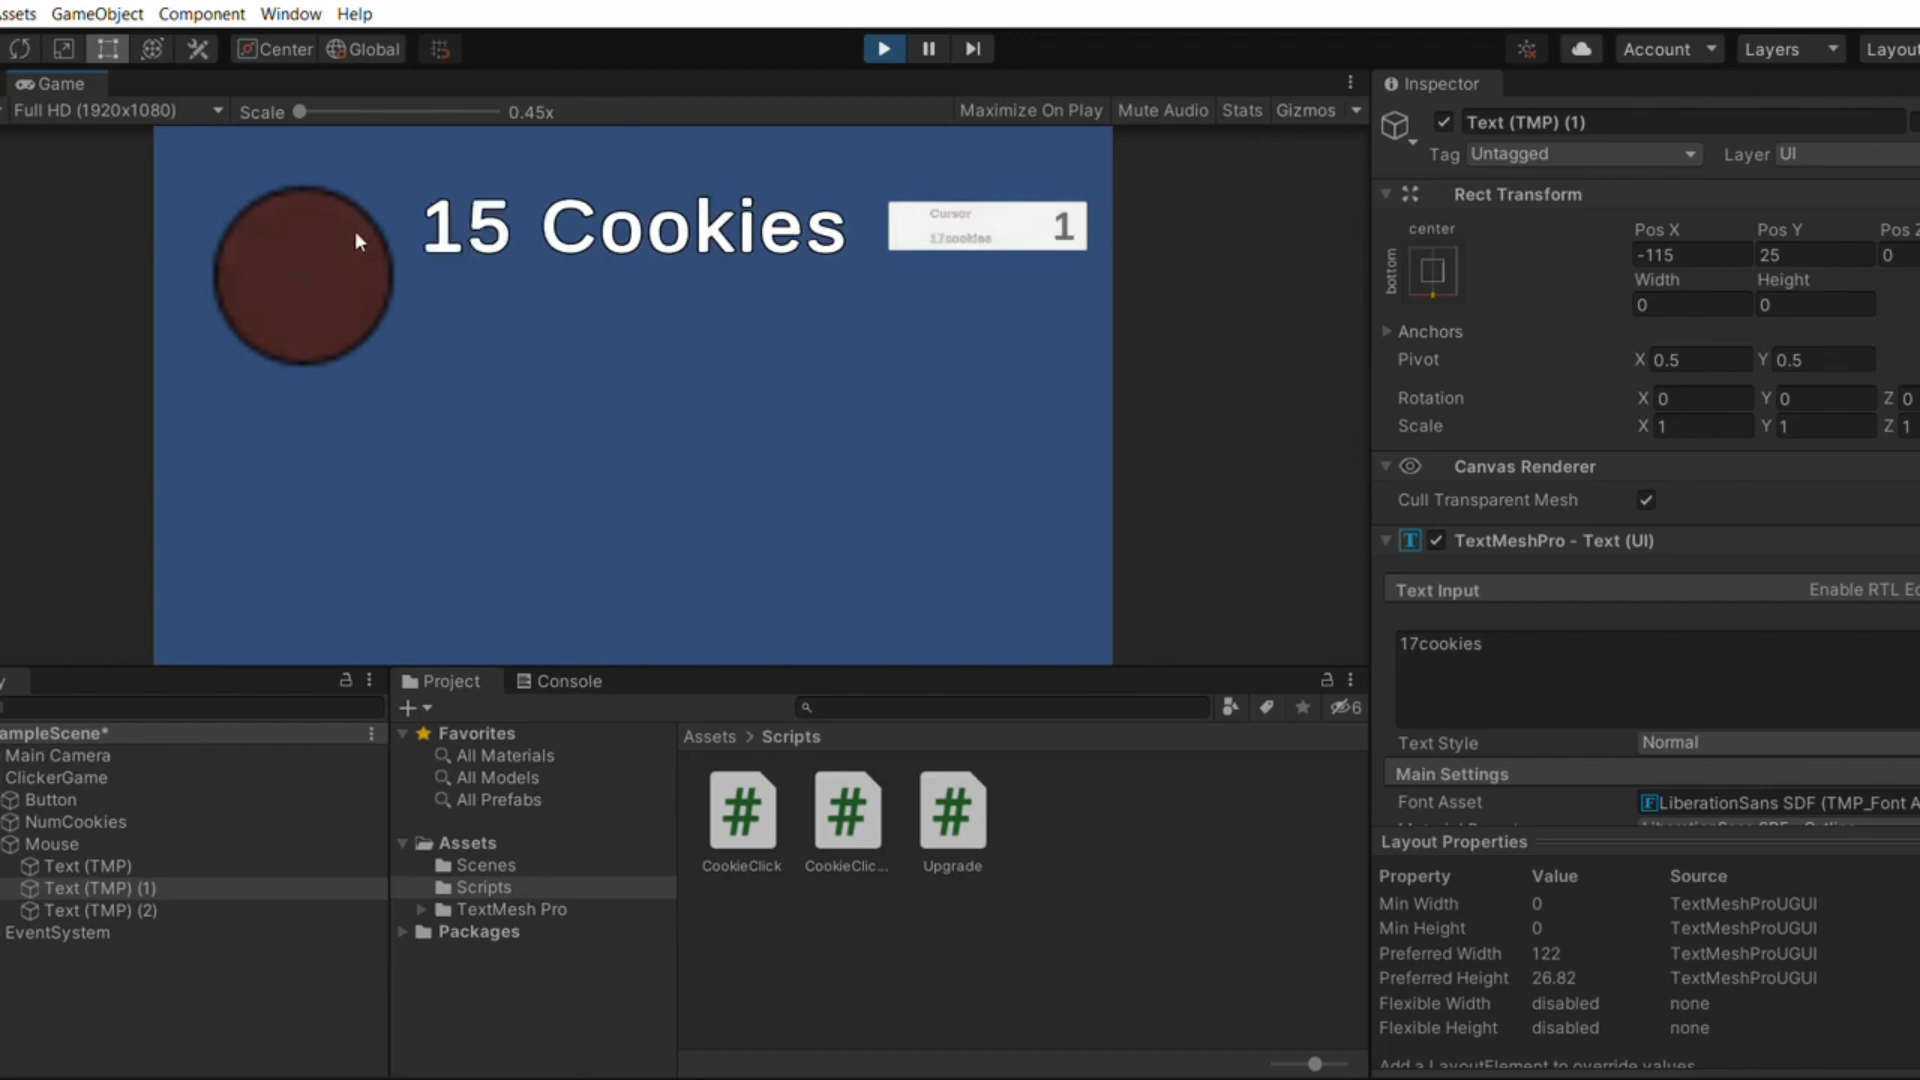 ssets GameObject Component Window Help
Center Global Account Layers Layou
Game
Full HD (1920x1080) Scale 0.45x Maximize On Play Mute Audio Stats Gizmos
15 Cookies
Cursor
17cookies
1
Inspector
Text (TMP) (1)
Tag Untagged Layer UI
Rect Transform
center
bottom
Pos X Pos Y Pos Z
-115 25 0
Width Height
0 0
Anchors
Pivot X 0.5 Y 0.5
Rotation X 0 Y 0 Z 0
Scale X 1 Y 1 Z 1
Canvas Renderer
Cull Transparent Mesh
TextMeshPro - Text (UI)
Text Input Enable RTL Ed
17cookies
Text Style Normal
Main Settings
Font Asset LiberationSans SDF (TMP_Font A
Layout Properties
Property Value Source
Min Width 0 TextMeshProUGUI
Min Height 0 TextMeshProUGUI
Preferred Width 122 TextMeshProUGUI
Preferred Height 26.82 TextMeshProUGUI
Flexible Width disabled none
Flexible Height disabled none
Add a LayoutElement to override values
y
ampleScene*
Main Camera
ClickerGame
Button
NumCookies
Mouse
Text (TMP)
Text (TMP) (1)
Text (TMP) (2)
EventSystem
Project Console
6
Favorites
All Materials
All Models
All Prefabs
Assets
Scenes
Scripts
TextMesh Pro
Packages
Assets > Scripts
CookieClick CookieClic... Upgrade